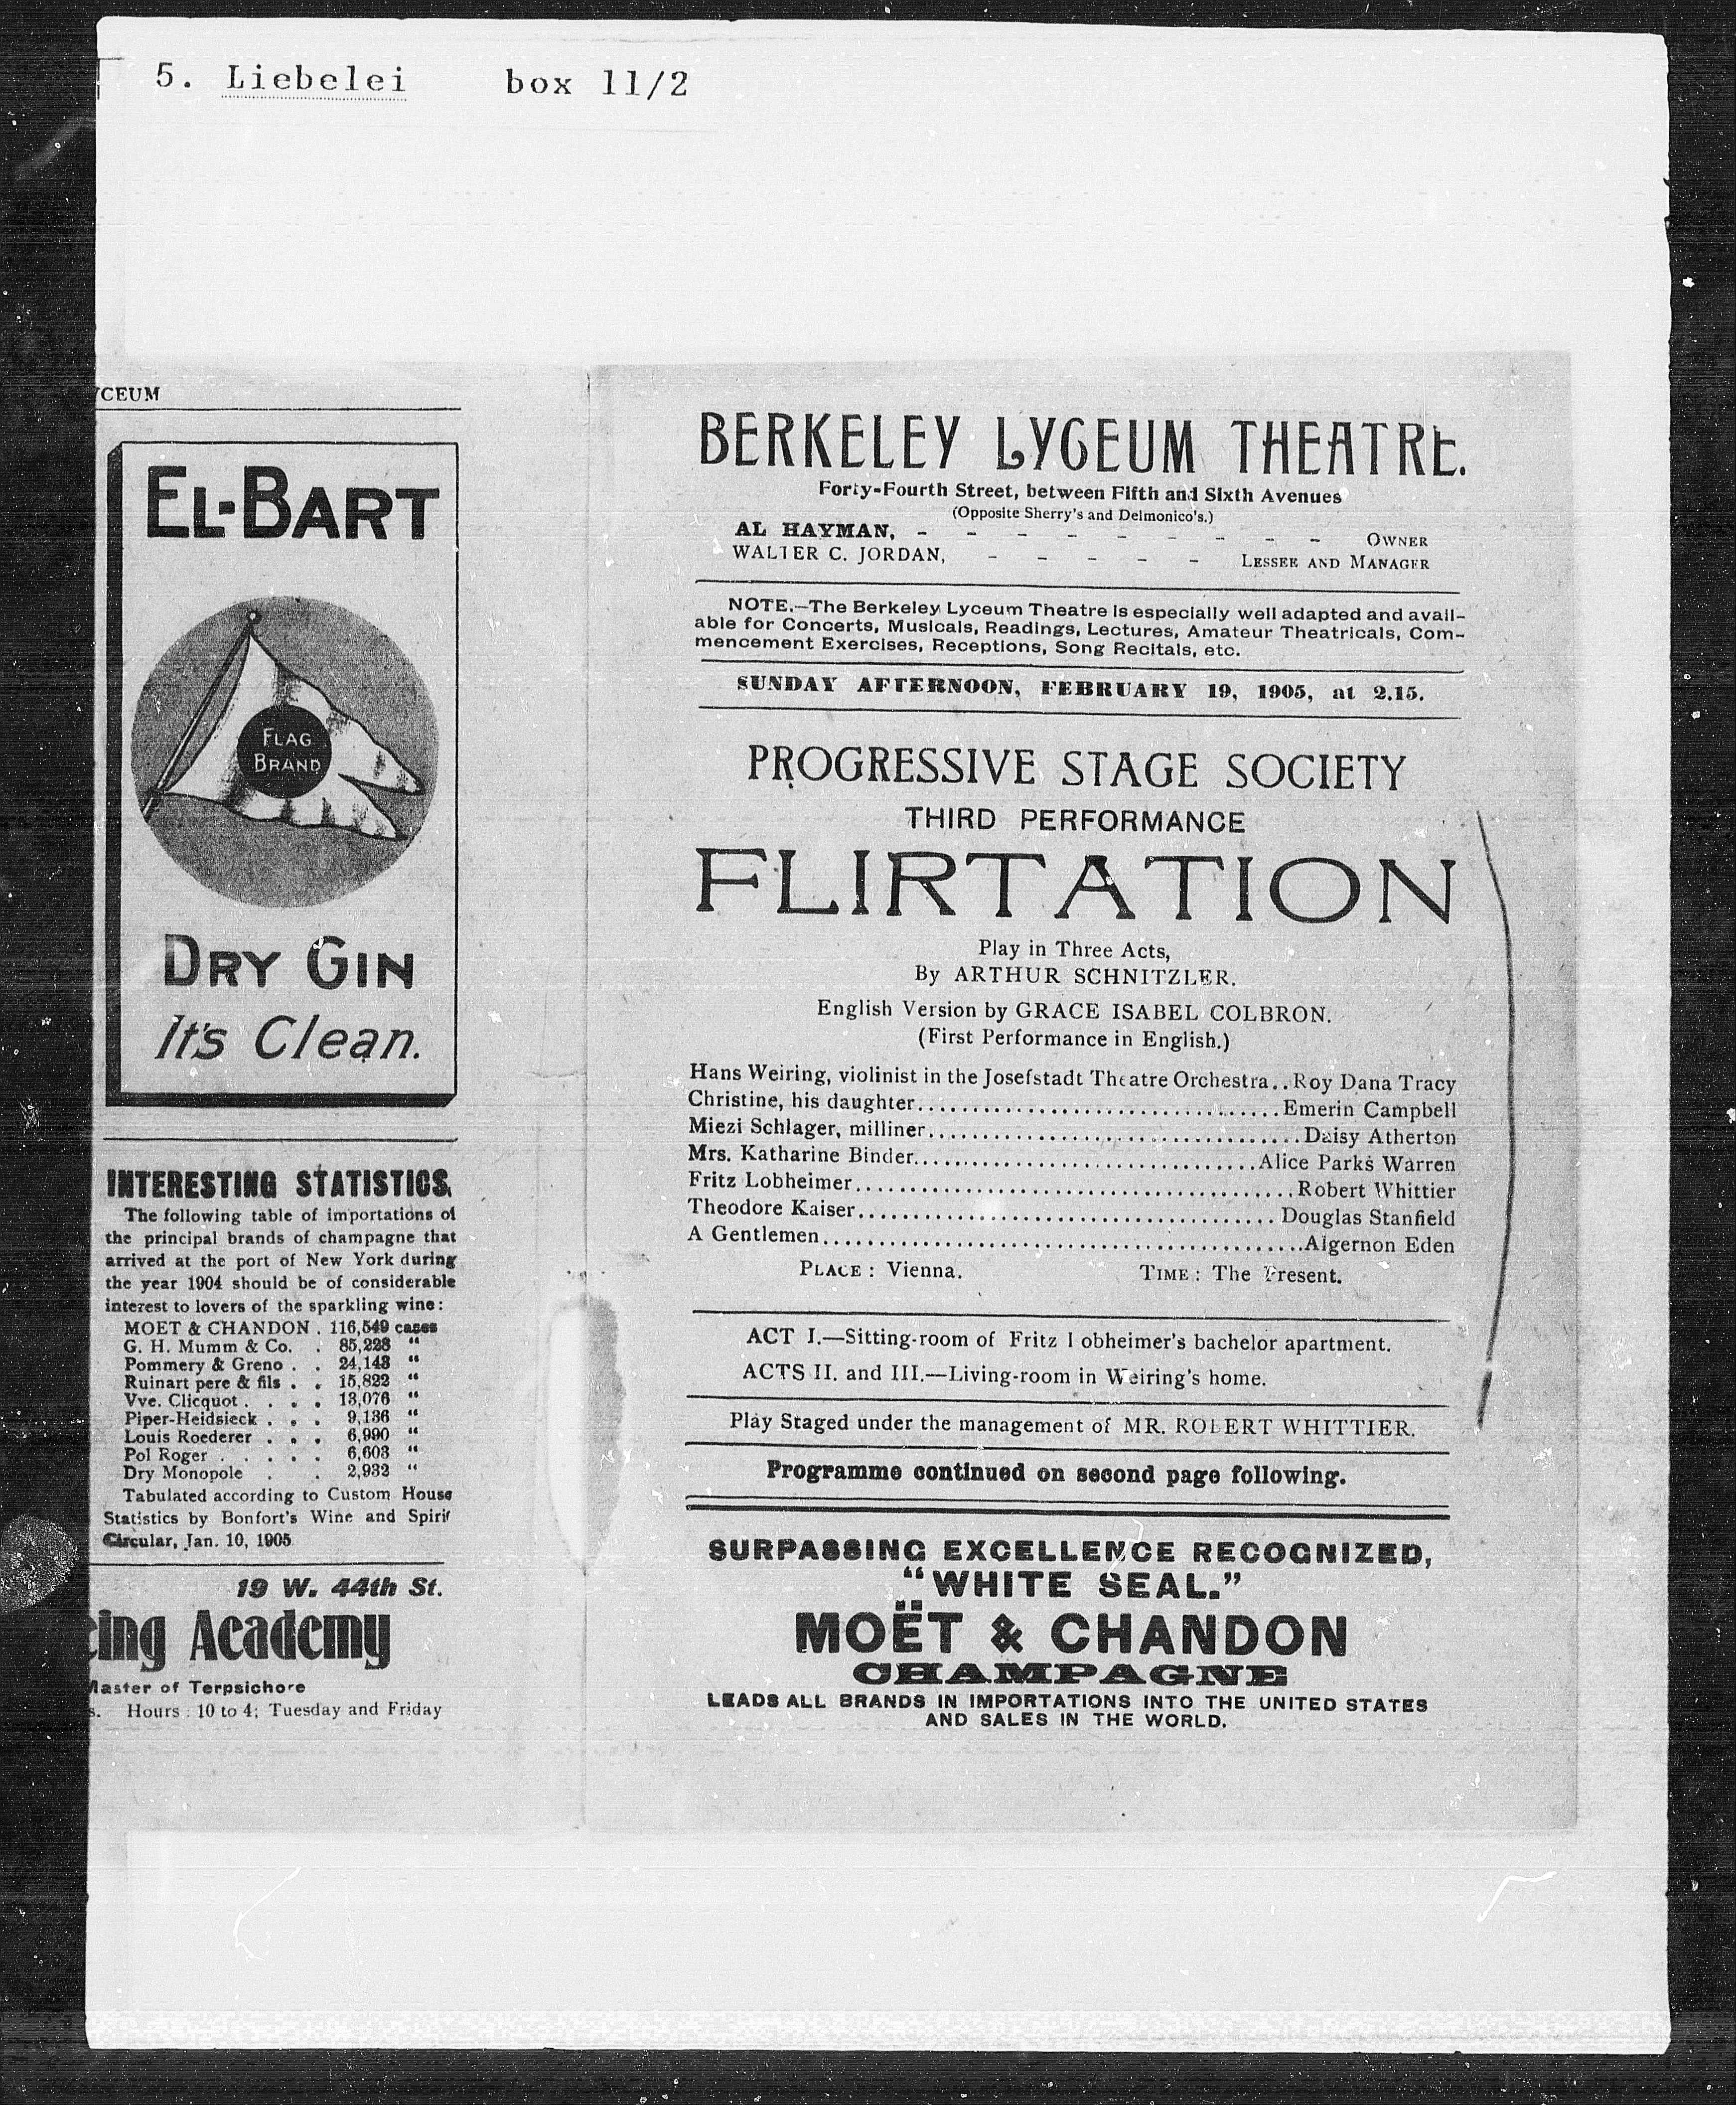 5. Liebelei box 11/2
YCEUM
EL-BART
FLAG
BRAND
DRY GIN
It's Clean.
INTERESTING STATISTICS.
The following table of importations of
the principal brands of champagne that
arrived at the port of New York during
the year 1904 should be of considerable
interest to lovers of the sparkling wine:
MOET & CHANDON . 116,549 cases
G. H. Mumm & Co. . 85,228 "
Pommery & Greno . . 24,143 "
Ruinart pere & fils . . 15,822 "
Vve. Clicquot . . . . 13,076 "
Piper-Heidsieck . . . 9,136 "
Louis Roederer . . . 6,990 "
Pol Roger . . . . . 6,603 "
Dry Monopole . . 2,932 "
Tabulated according to Custom House
Statistics by Bonfort's Wine and Spirit
Circular, Jan. 10, 1905
19 W. 44th St.
cing Academy
Master of Terpsichore
s. Hours : 10 to 4; Tuesday and Friday
BERKELEY LYCEUM THEATRE.
Forty-Fourth Street, between Fifth and Sixth Avenues
(Opposite Sherry's and Delmonico's.)
AL HAYMAN, - - - - - - - - - OWNER
WALTER C. JORDAN, - - - - - LESSEE AND MANAGER
NOTE.—The Berkeley Lyceum Theatre is especially well adapted and avail-
able for Concerts, Musicals, Readings, Lectures, Amateur Theatricals, Com-
mencement Exercises, Receptions, Song Recitals, etc.
SUNDAY AFTERNOON, FEBRUARY 19, 1905, at 2.15.
PROGRESSIVE STAGE SOCIETY
THIRD PERFORMANCE
FLIRTATION
Play in Three Acts,
By ARTHUR SCHNITZLER.
English Version by GRACE ISABEL COLBRON.
(First Performance in English.)
Hans Weiring, violinist in the Josefstadt Theatre Orchestra..Roy Dana Tracy
Christine, his daughter.................................Emerin Campbell
Miezi Schlager, milliner..................................Daisy Atherton
Mrs. Katharine Binder...............................Alice Parks Warren
Fritz Lobheimer........................................Robert Whittier
Theodore Kaiser......................................Douglas Stanfield
A Gentlemen............................................Algernon Eden
PLACE : Vienna. TIME : The Present.
ACT I.—Sitting-room of Fritz Lobheimer's bachelor apartment.
ACTS II. and III.—Living-room in Weiring's home.
Play Staged under the management of MR. ROBERT WHITTIER.
Programme continued on second page following.
SURPASSING EXCELLENCE RECOGNIZED,
"WHITE SEAL."
MOËT & CHANDON
CHAMPAGNE
LEADS ALL BRANDS IN IMPORTATIONS INTO THE UNITED STATES
AND SALES IN THE WORLD.